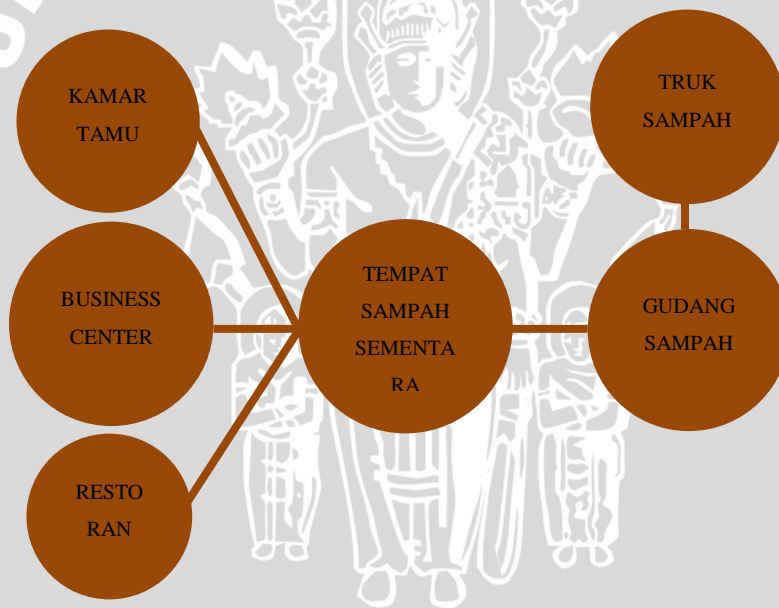 KAMAR
TAMU
BUSINESS
CENTER
RESTO
RAN
TEMPAT
SAMPAH
SEMENTA
RA
TRUK
SAMPAH
GUDANG
SAMPAH